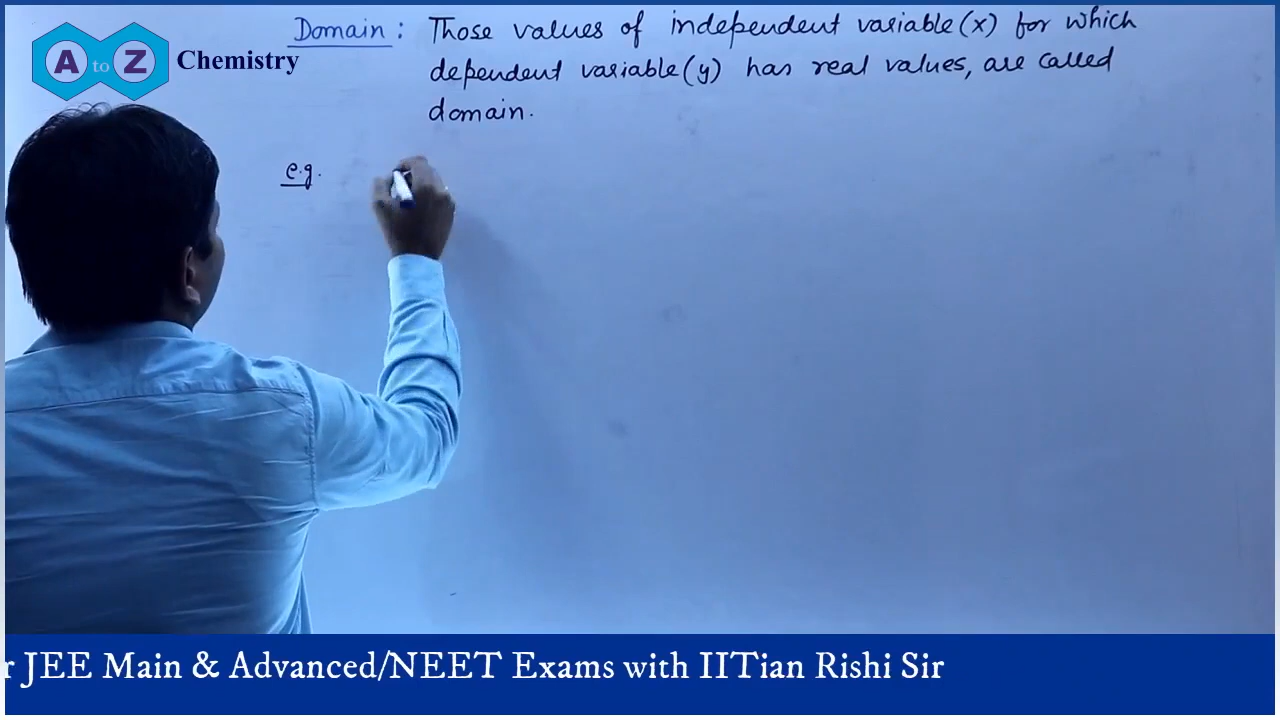 A to Z Chemistry
Domain : Those values of independent variable(x) for which
dependent variable(y) has real values, are called
domain.
e.g.
r JEE Main & Advanced/NEET Exams with IITian Rishi Sir